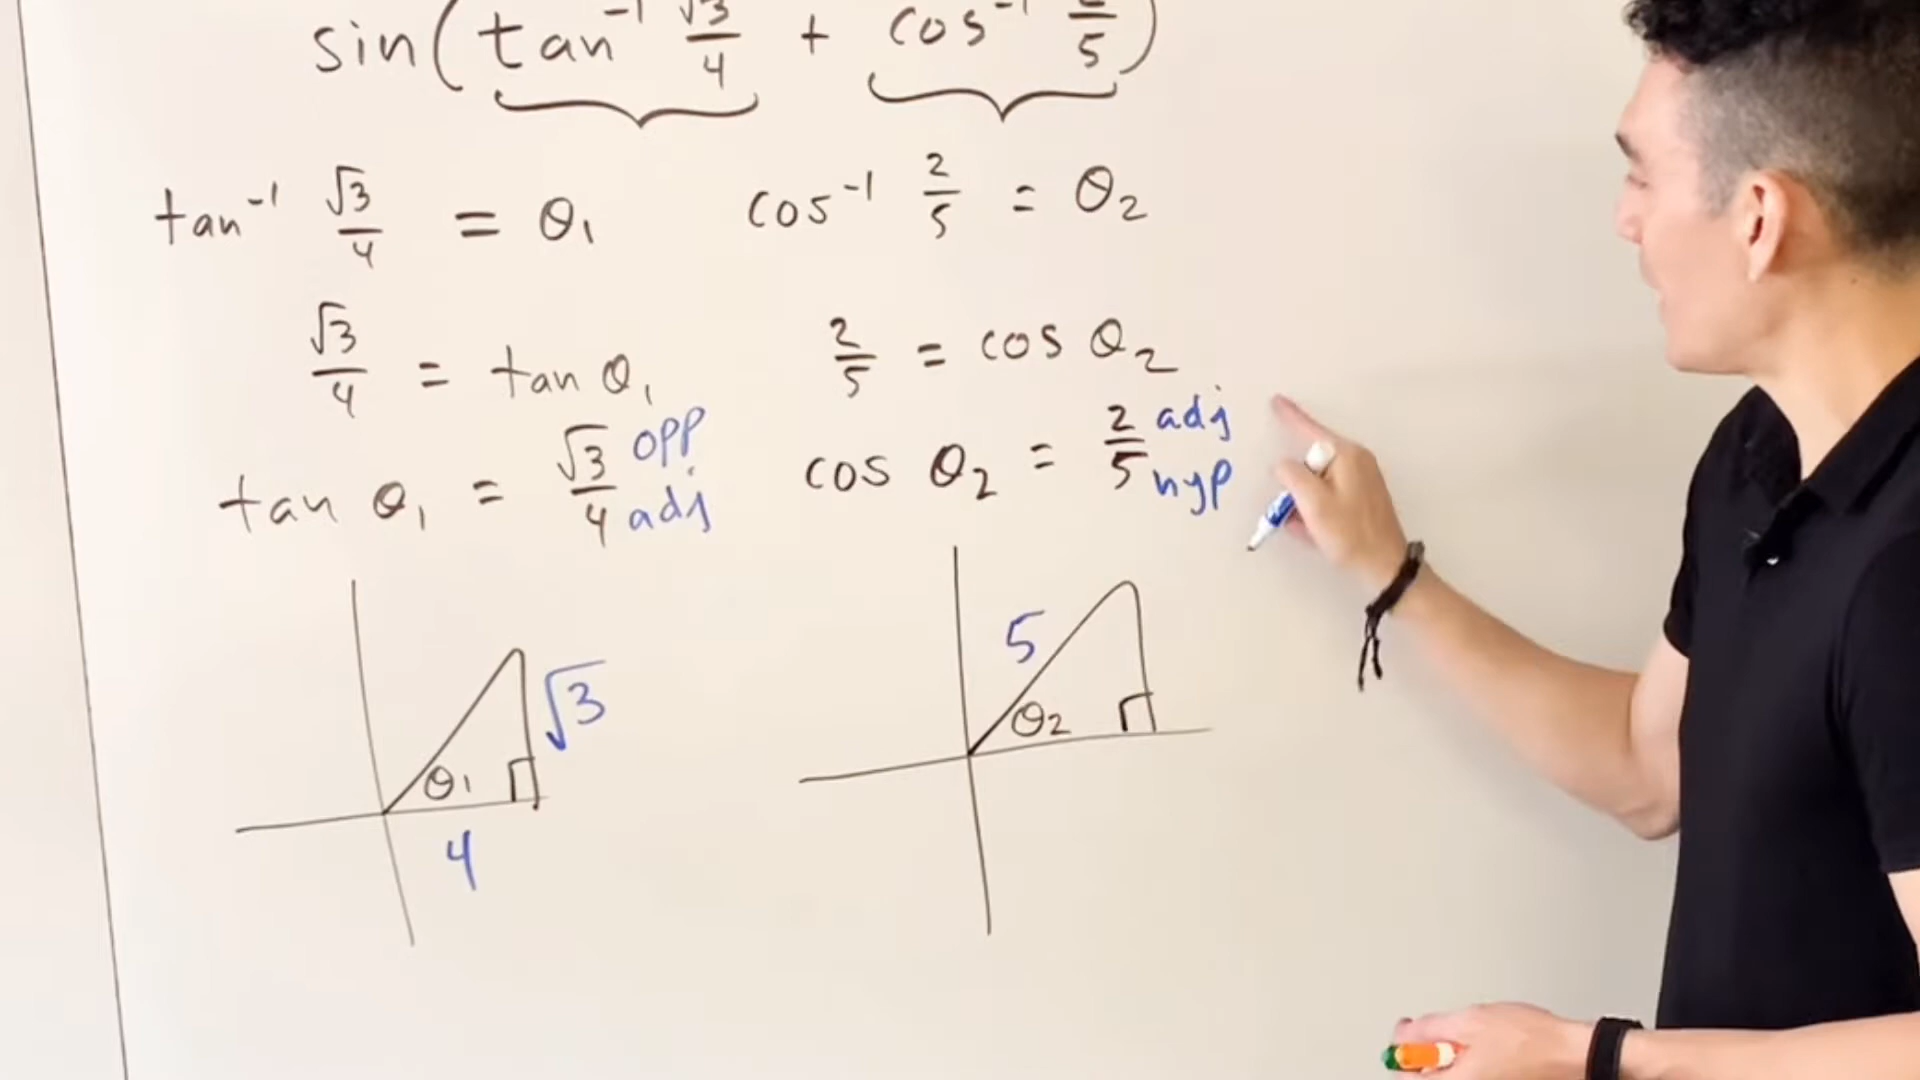 sin(tan⁻¹ √3/4 + cos⁻¹ 2/5)
tan⁻¹ √3/4 = θ₁
cos⁻¹ 2/5 = θ₂
√3/4 = tan θ₁
2/5 = cos θ₂
tan θ₁ = √3/4 opp adj
cos θ₂ = 2/5 adj hyp
√3
θ₁
4
5
θ₂